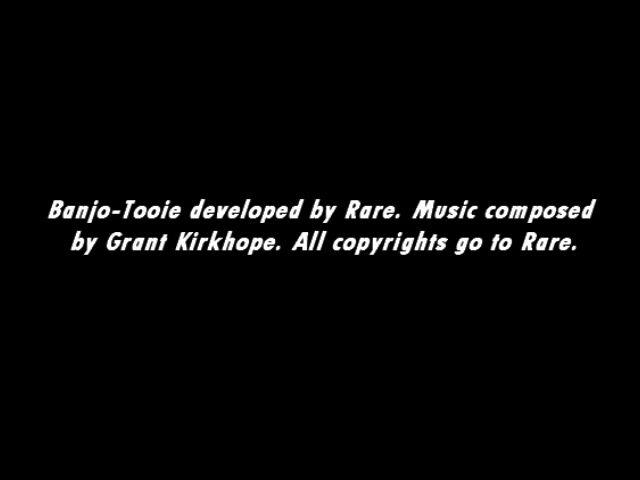 Banjo-Tooie developed by Rare. Music composed
by Grant Kirkhope. All copyrights go to Rare.